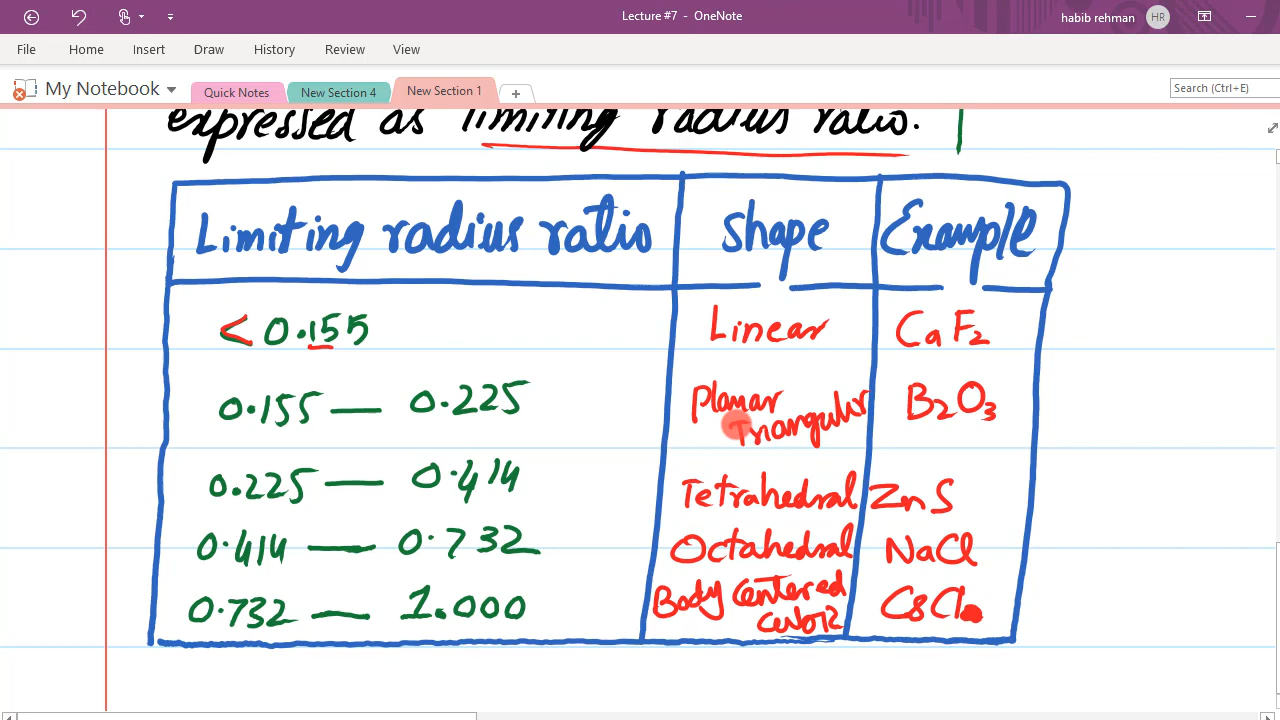 Lecture #7 - OneNote
habib rehman HR
File Home Insert Draw History Review View
My Notebook Quick Notes New Section 4 New Section 1 +
Search (Ctrl+E)
expressed as limiting radius ratio.
Limiting radius ratio Shape Example
< 0.155 Linear CaF2
0.155 — 0.225 Planar Triangular B2O3
0.225 — 0.414 Tetrahedral ZnS
0.414 — 0.732 Octahedral NaCl
0.732 — 1.000 Body Centered CsCl